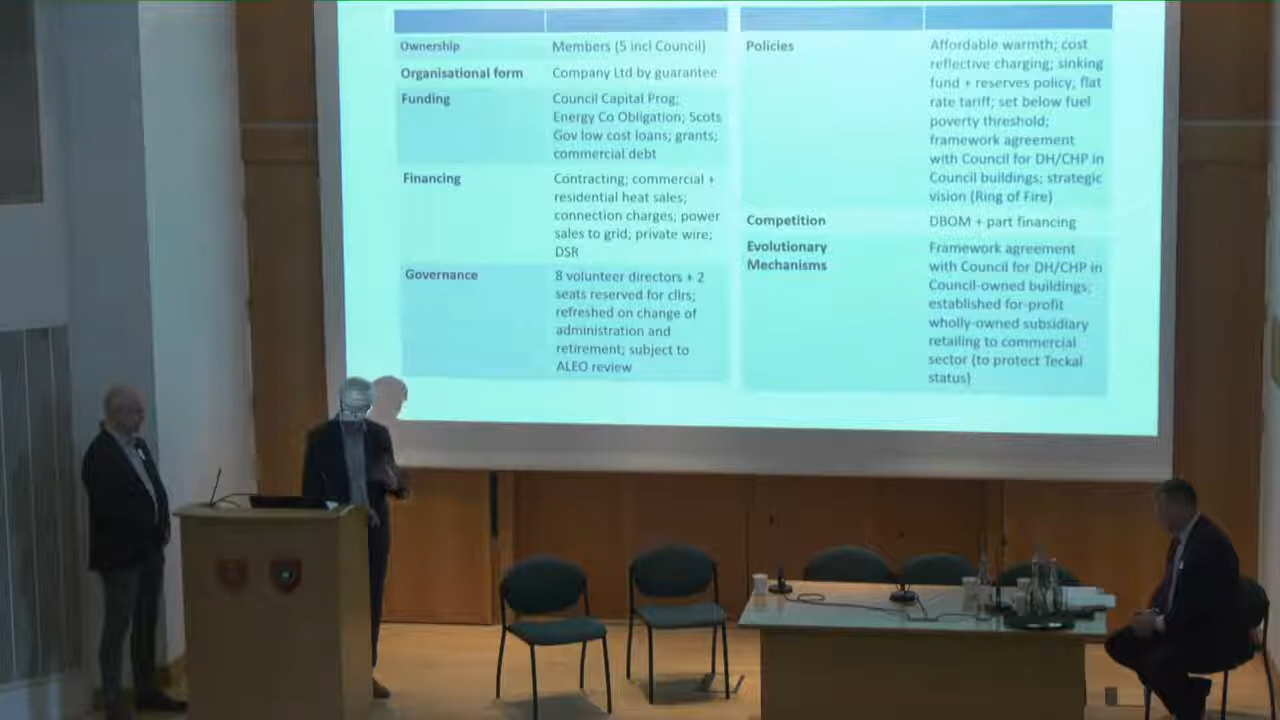 Ownership
Members (5 incl Council)
Organisational form
Company Ltd by guarantee
Funding
Council Capital Prog;
Energy Co Obligation; Scots
Gov low cost loans; grants;
commercial debt
Financing
Contracting; commercial +
residential heat sales;
connection charges; power
sales to grid; private wire;
DSR
Governance
8 volunteer directors + 2
seats reserved for cllrs;
refreshed on change of
administration and
retirement; subject to
ALEO review
Policies
Affordable warmth; cost
reflective charging; sinking
fund + reserves policy; flat
rate tariff; set below fuel
poverty threshold;
framework agreement
with Council for DH/CHP in
Council buildings; strategic
vision (Ring of Fire)
Competition
DBOM + part financing
Evolutionary
Mechanisms
Framework agreement
with Council for DH/CHP in
Council-owned buildings;
established for-profit
wholly-owned subsidiary
retailing to commercial
sector (to protect Teckal
status)